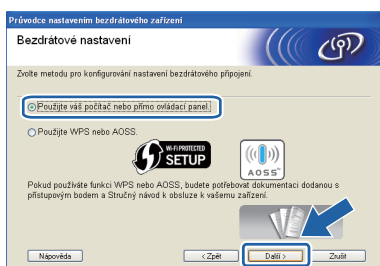 Průvodce nastavením bezdrátového zařízení
Bezdrátové nastavení
Zvolte metodu pro konfigurování nastavení bezdrátového připojení.
Použijte váš počítač nebo přímo ovládací panel.
Použijte WPS nebo AOSS.
WI-FI PROTECTED
SETUP
AOSS
Pokud používáte funkci WPS nebo AOSS, budete potřebovat dokumentaci dodanou s
přístupovým bodem a Stručný návod k obsluze k vašemu zařízení.
Nápověda
< Zpět
Další >
Zrušit